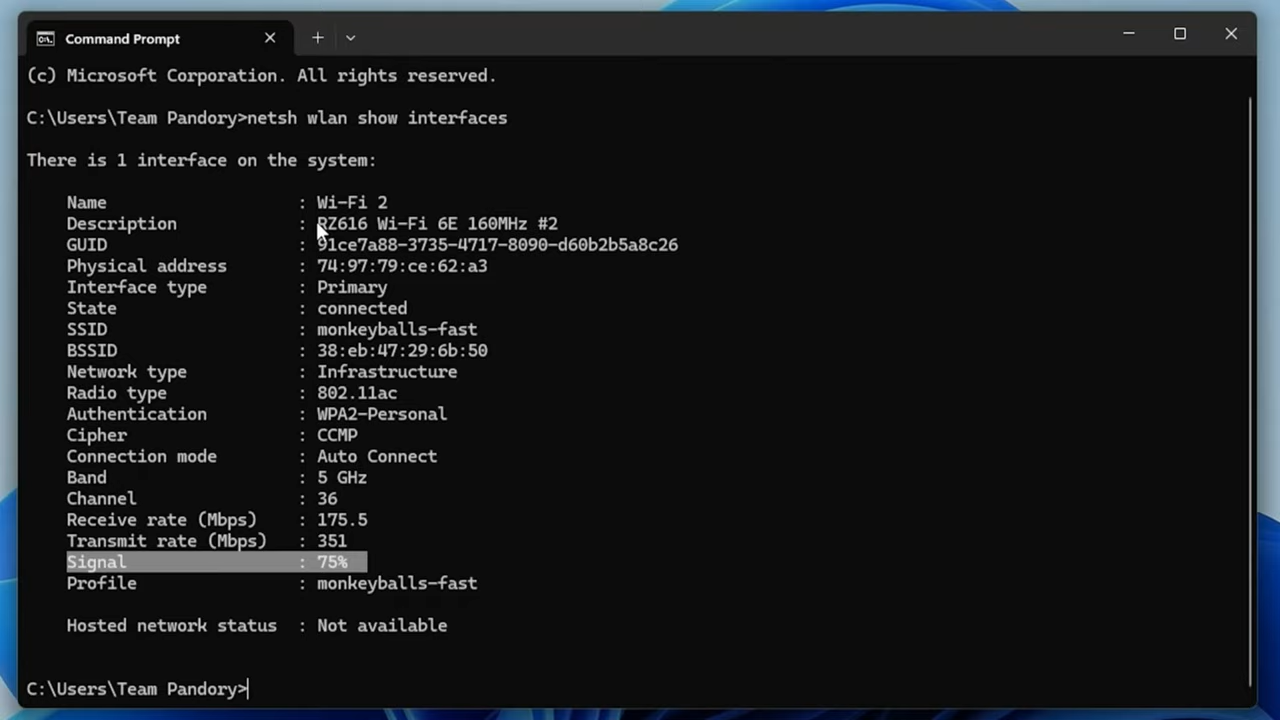 Command Prompt
(c) Microsoft Corporation. All rights reserved.
C:\Users\Team Pandory>netsh wlan show interfaces
There is 1 interface on the system:
Name : Wi-Fi 2
Description : RZ616 Wi-Fi 6E 160MHz #2
GUID : 91ce7a88-3735-4717-8090-d60b2b5a8c26
Physical address : 74:97:79:ce:62:a3
Interface type : Primary
State : connected
SSID : monkeyballs-fast
BSSID : 38:eb:47:29:6b:50
Network type : Infrastructure
Radio type : 802.11ac
Authentication : WPA2-Personal
Cipher : CCMP
Connection mode : Auto Connect
Band : 5 GHz
Channel : 36
Receive rate (Mbps) : 175.5
Transmit rate (Mbps) : 351
Signal : 75%
Profile : monkeyballs-fast
Hosted network status : Not available
C:\Users\Team Pandory>